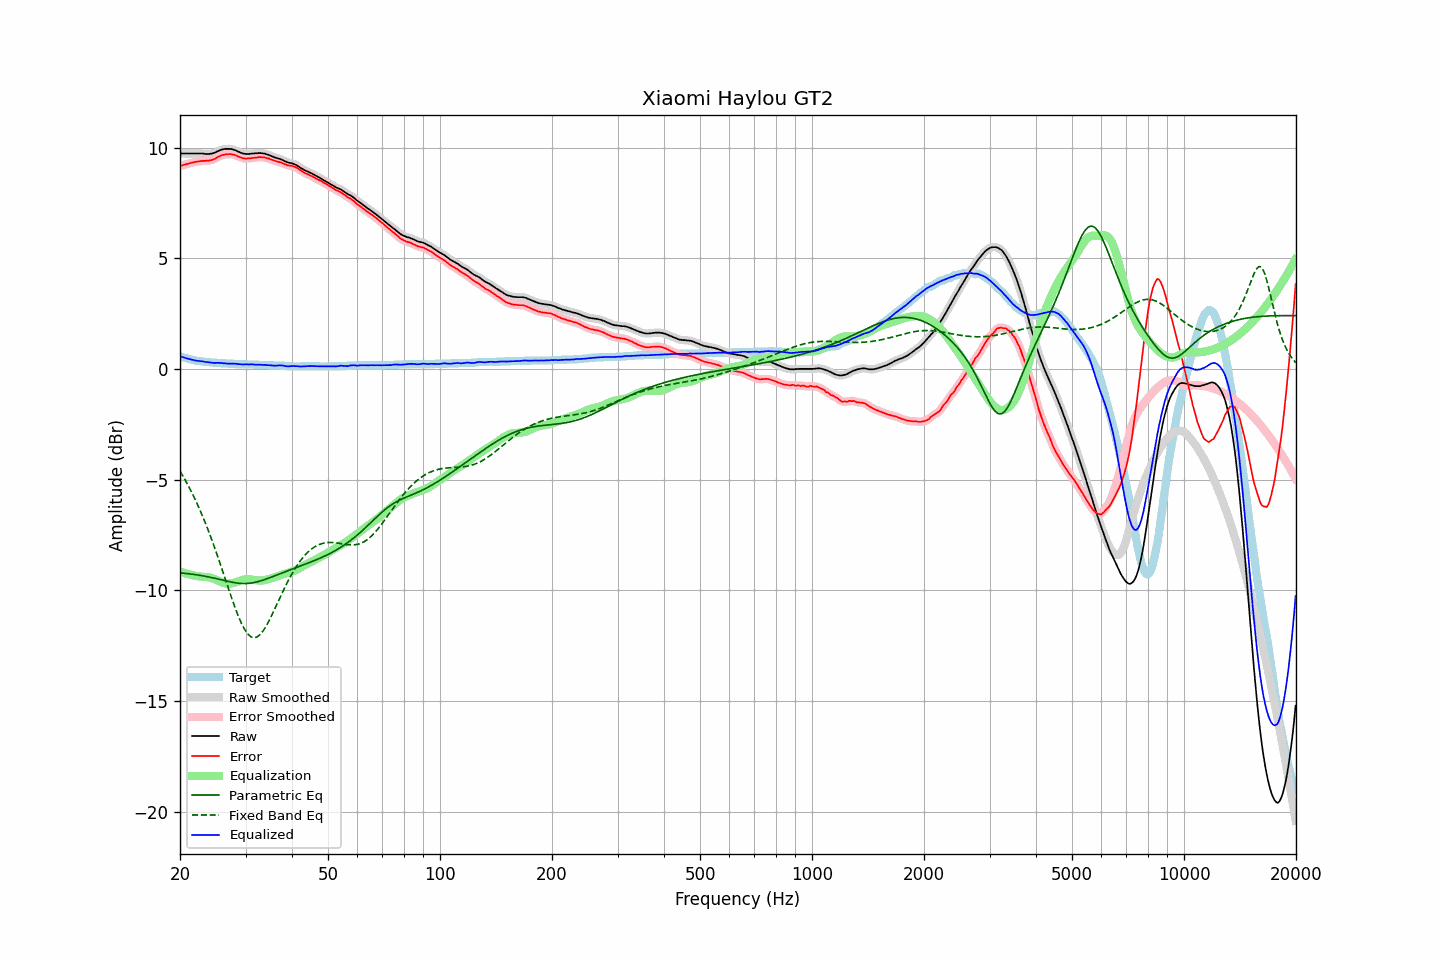 Xiaomi Haylou GT2
Amplitude (dBr)
10
5
0
−5
−10
−15
−20
Target
Raw Smoothed
Error Smoothed
Raw
Error
Equalization
Parametric Eq
Fixed Band Eq
Equalized
20 50 100 200 500 1000 2000 5000 10000 20000
Frequency (Hz)